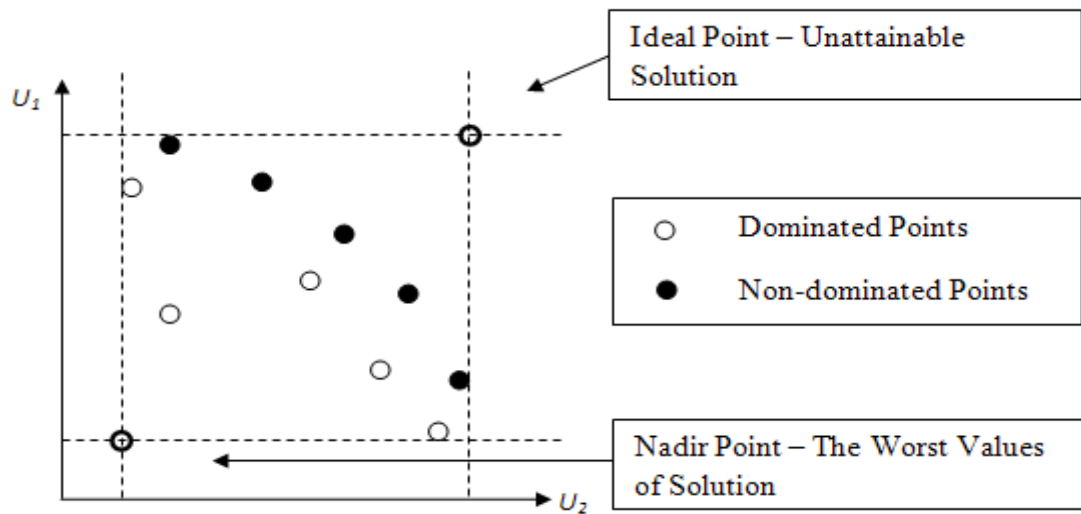 Ideal Point – Unattainable
Solution
U1
Dominated Points
Non-dominated Points
Nadir Point – The Worst Values
of Solution
U2